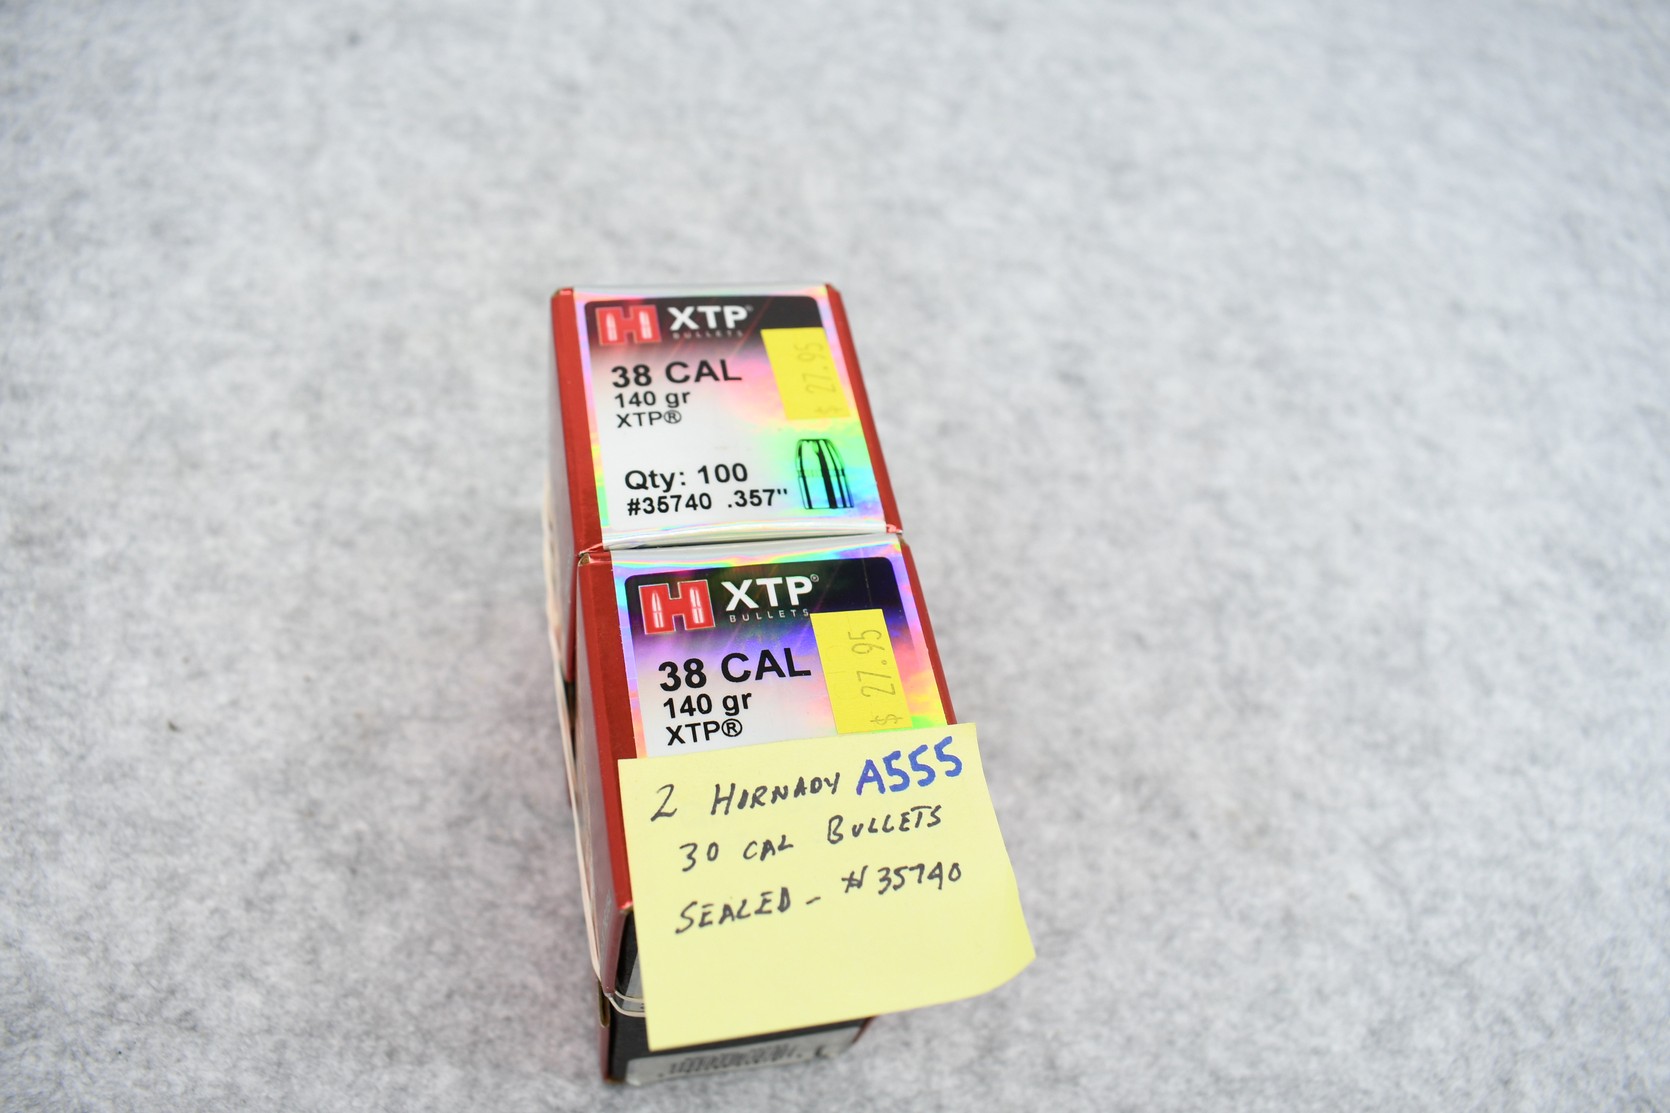 H XTP®
BULLETS
38 CAL
140 gr
XTP®
$ 27.95
Qty: 100
#35740 .357"
H XTP®
BULLETS
38 CAL
140 gr
XTP®
$ 27.95
2 HORNADY A555
30 CAL BULLETS
SEALED - #35740